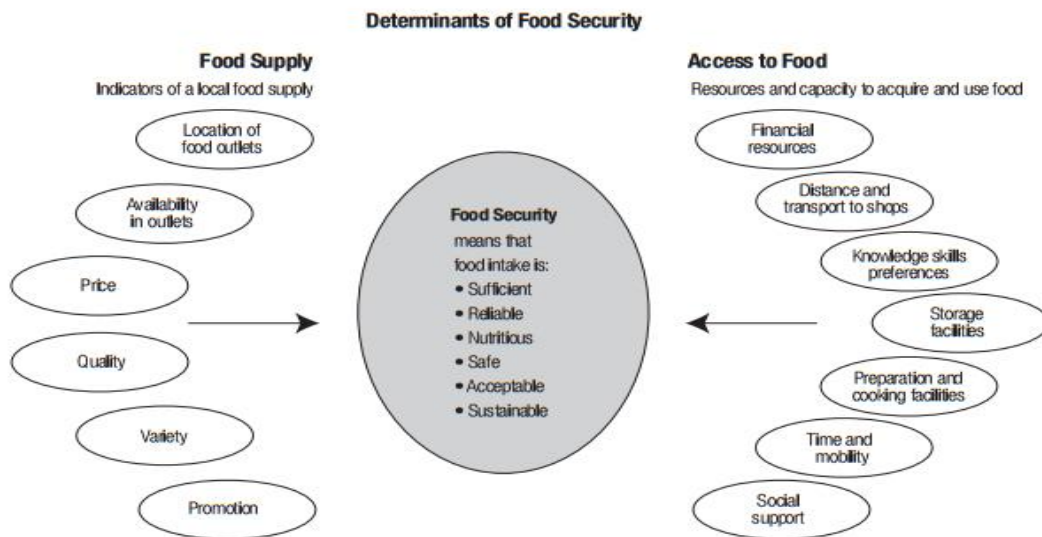 Determinants of Food Security
Food Supply
Indicators of a local food supply
Location of
food outlets
Availability
in outlets
Price
Quality
Variety
Promotion
Food Security
means that
food intake is:
• Sufficient
• Reliable
• Nutritious
• Safe
• Acceptable
• Sustainable
Access to Food
Resources and capacity to acquire and use food
Financial
resources
Distance and
transport to shops
Knowledge skills
preferences
Storage
facilities
Preparation and
cooking facilities
Time and
mobility
Social
support